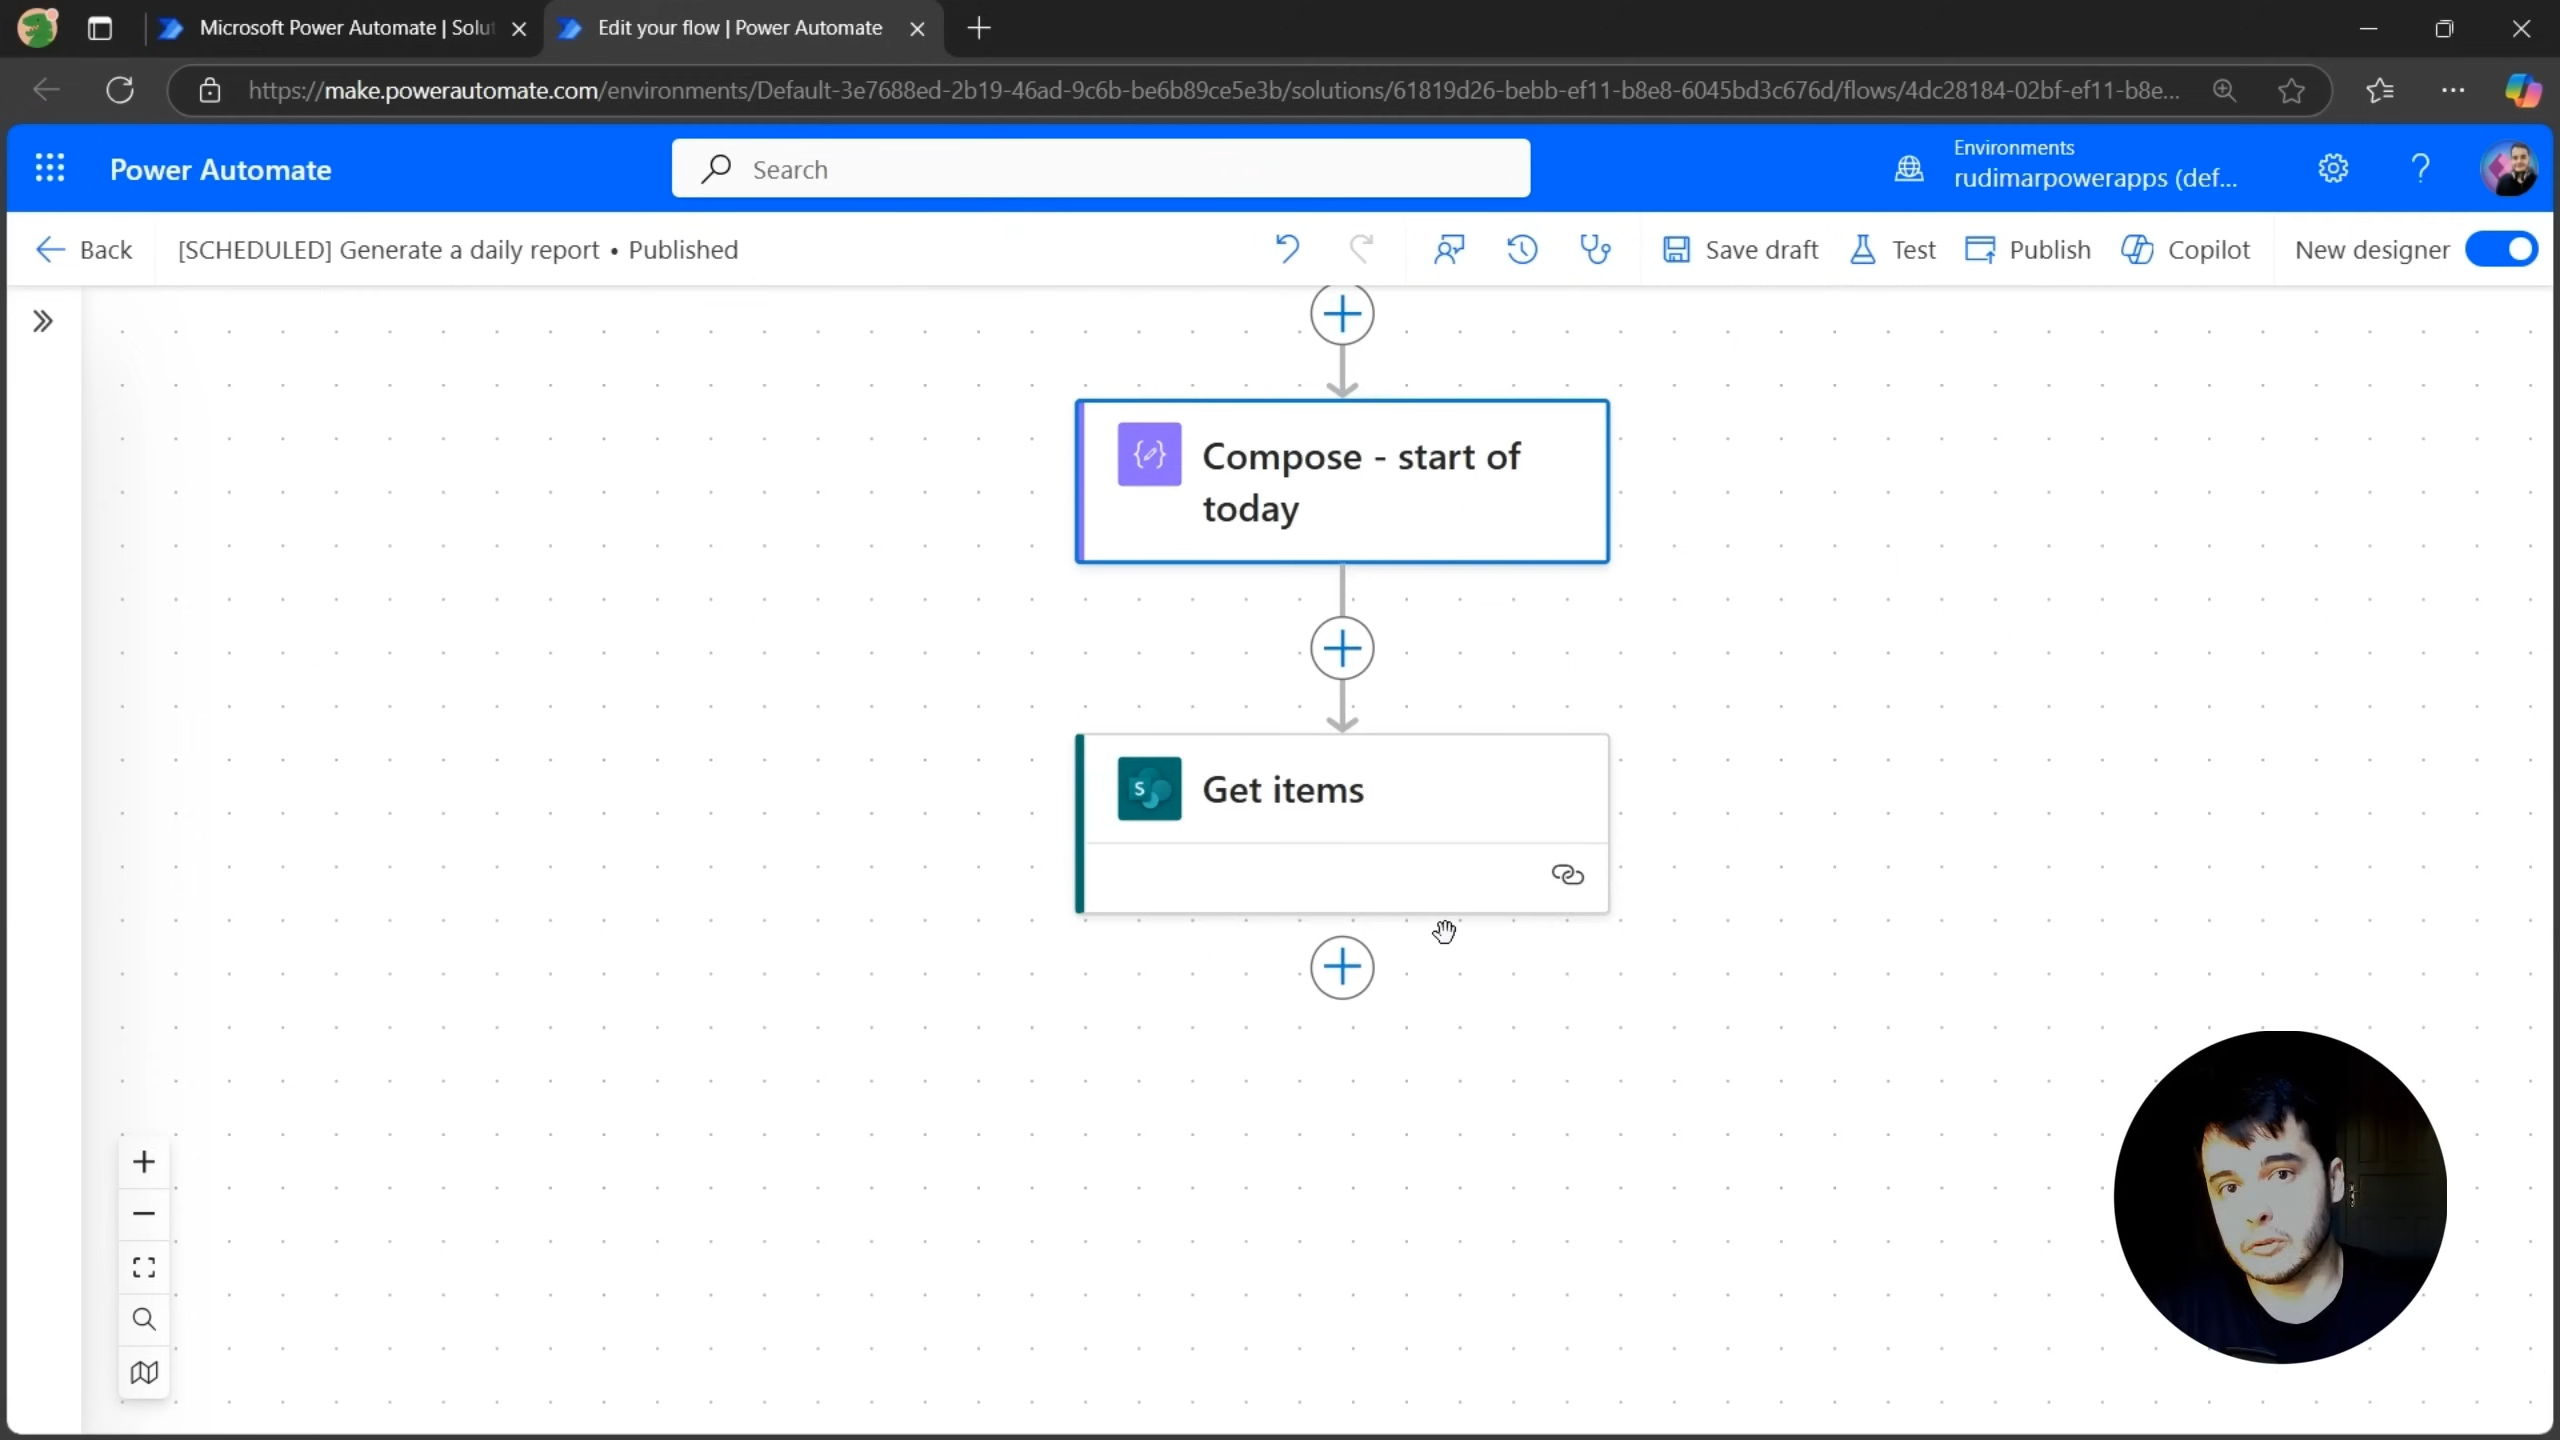 Microsoft Power Automate | Solut
Edit your flow | Power Automate
https://make.powerautomate.com/environments/Default-3e7688ed-2b19-46ad-9c6b-be6b89ce5e3b/solutions/61819d26-bebb-ef11-b8e8-6045bd3c676d/flows/4dc28184-02bf-ef11-b8e...
Power Automate
Search
Environments
rudimarpowerapps (def...
Back
[SCHEDULED] Generate a daily report • Published
Save draft
Test
Publish
Copilot
New designer
Compose - start of
today
S
Get items